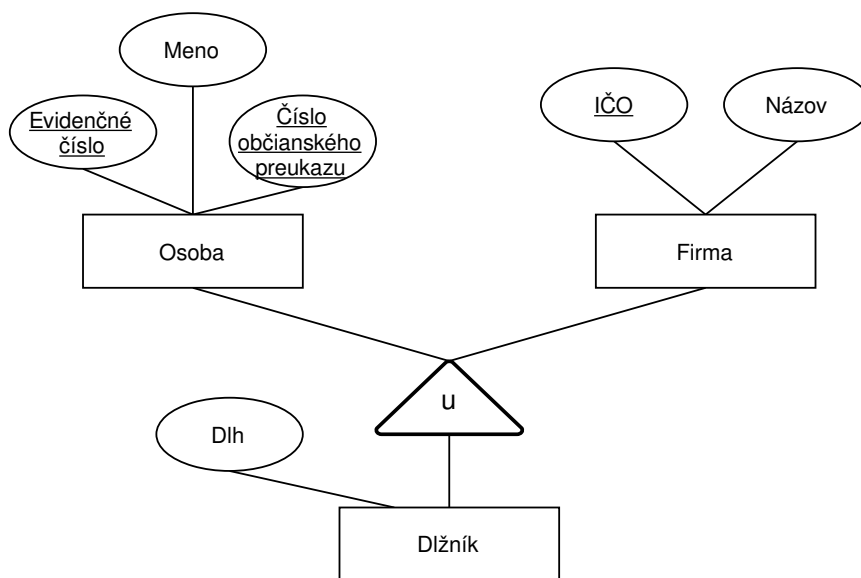 Meno
Evidenčné
číslo
Číslo
občianského
preukazu
IČO
Názov
Osoba
Firma
u
Dlh
Dlžník